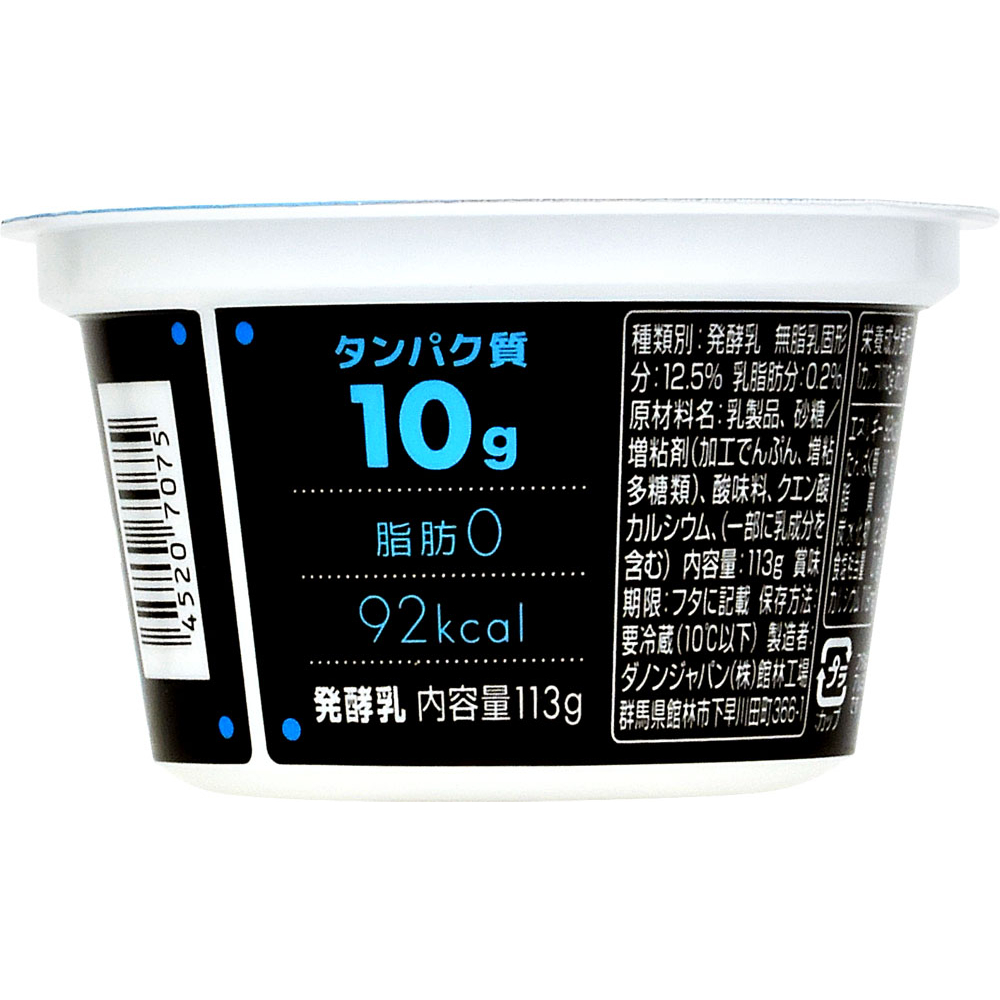 4520 7075
タンパク質
10g
脂肪0
92kcal
発酵乳 内容量113g
種類別:発酵乳 無脂乳固形
分:12.5% 乳脂肪分:0.2%
原材料名:乳製品、砂糖/
増粘剤(加工でんぷん、増粘
多糖類)、酸味料、クエン酸
カルシウム、(一部に乳成分を
含む) 内容量:113g 賞味
期限:フタに記載 保存方法:
要冷蔵(10℃以下) 製造者:
ダノンジャパン(株)館林工場
群馬県館林市下早川田町366-1
栄養成分表
プラ
カップ